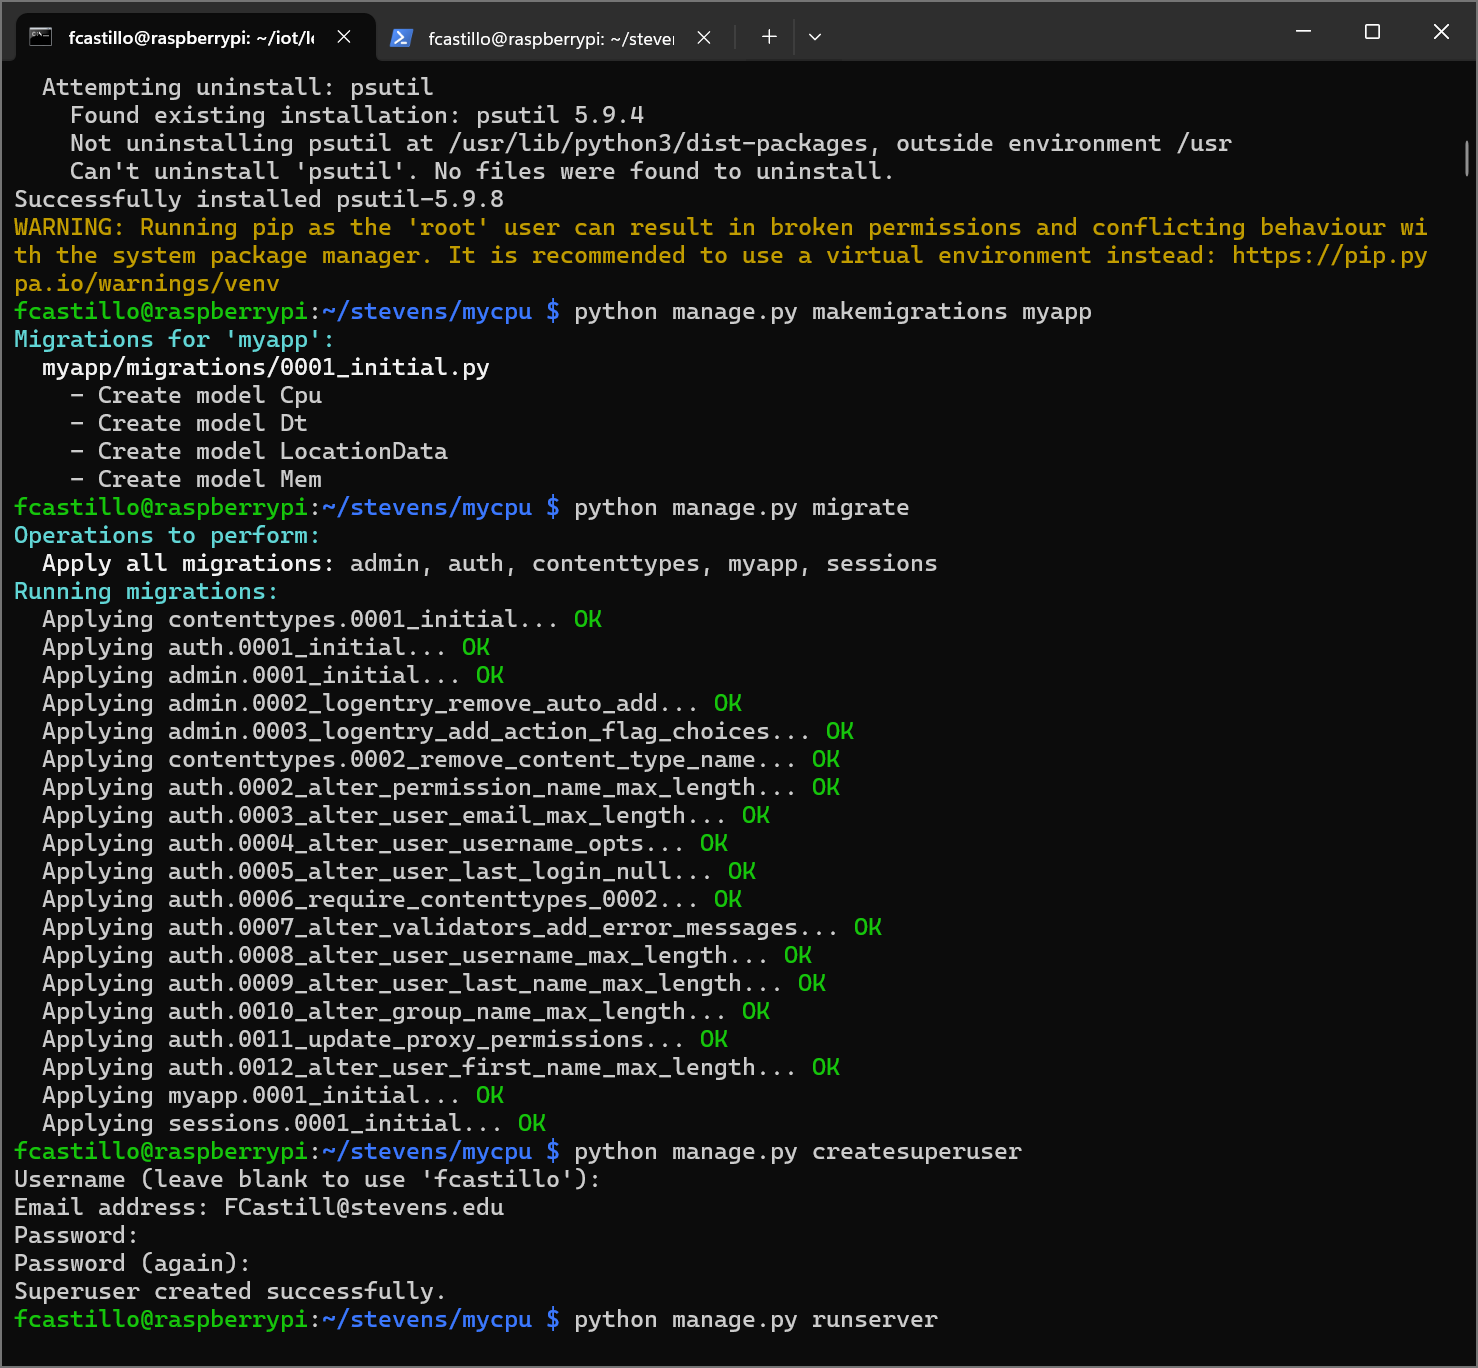 fcastillo@raspberrypi: ~/iot/le
fcastillo@raspberrypi: ~/steve
Attempting uninstall: psutil
Found existing installation: psutil 5.9.4
Not uninstalling psutil at /usr/lib/python3/dist-packages, outside environment /usr
Can't uninstall 'psutil'. No files were found to uninstall.
Successfully installed psutil-5.9.8
WARNING: Running pip as the 'root' user can result in broken permissions and conflicting behaviour wi
th the system package manager. It is recommended to use a virtual environment instead: https://pip.py
pa.io/warnings/venv
fcastillo@raspberrypi:~/stevens/mycpu $ python manage.py makemigrations myapp
Migrations for 'myapp':
myapp/migrations/0001_initial.py
- Create model Cpu
- Create model Dt
- Create model LocationData
- Create model Mem
fcastillo@raspberrypi:~/stevens/mycpu $ python manage.py migrate
Operations to perform:
Apply all migrations: admin, auth, contenttypes, myapp, sessions
Running migrations:
Applying contenttypes.0001_initial... OK
Applying auth.0001_initial... OK
Applying admin.0001_initial... OK
Applying admin.0002_logentry_remove_auto_add... OK
Applying admin.0003_logentry_add_action_flag_choices... OK
Applying contenttypes.0002_remove_content_type_name... OK
Applying auth.0002_alter_permission_name_max_length... OK
Applying auth.0003_alter_user_email_max_length... OK
Applying auth.0004_alter_user_username_opts... OK
Applying auth.0005_alter_user_last_login_null... OK
Applying auth.0006_require_contenttypes_0002... OK
Applying auth.0007_alter_validators_add_error_messages... OK
Applying auth.0008_alter_user_username_max_length... OK
Applying auth.0009_alter_user_last_name_max_length... OK
Applying auth.0010_alter_group_name_max_length... OK
Applying auth.0011_update_proxy_permissions... OK
Applying auth.0012_alter_user_first_name_max_length... OK
Applying myapp.0001_initial... OK
Applying sessions.0001_initial... OK
fcastillo@raspberrypi:~/stevens/mycpu $ python manage.py createsuperuser
Username (leave blank to use 'fcastillo'):
Email address: FCastill@stevens.edu
Password:
Password (again):
Superuser created successfully.
fcastillo@raspberrypi:~/stevens/mycpu $ python manage.py runserver